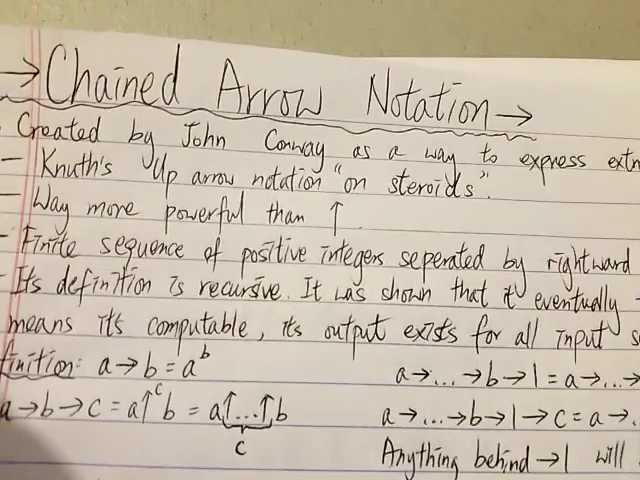 →Chained Arrow Notation→
Created by John Conway as a way to express
– Knuth's Up arrow notation "on steroids".
– Way more powerful than ↑
– Finite sequence of positive integers seperated by rightward
– Its definition is recursive. It was shown that it eventually
means its computable, its output exists for all input
finition: a→b=a^b
a→b→c=a↑^c b=a↑...↑b
c
a→...→b→1=a→...→
a→...→b→1→c=a→...
Anything behind→1 will